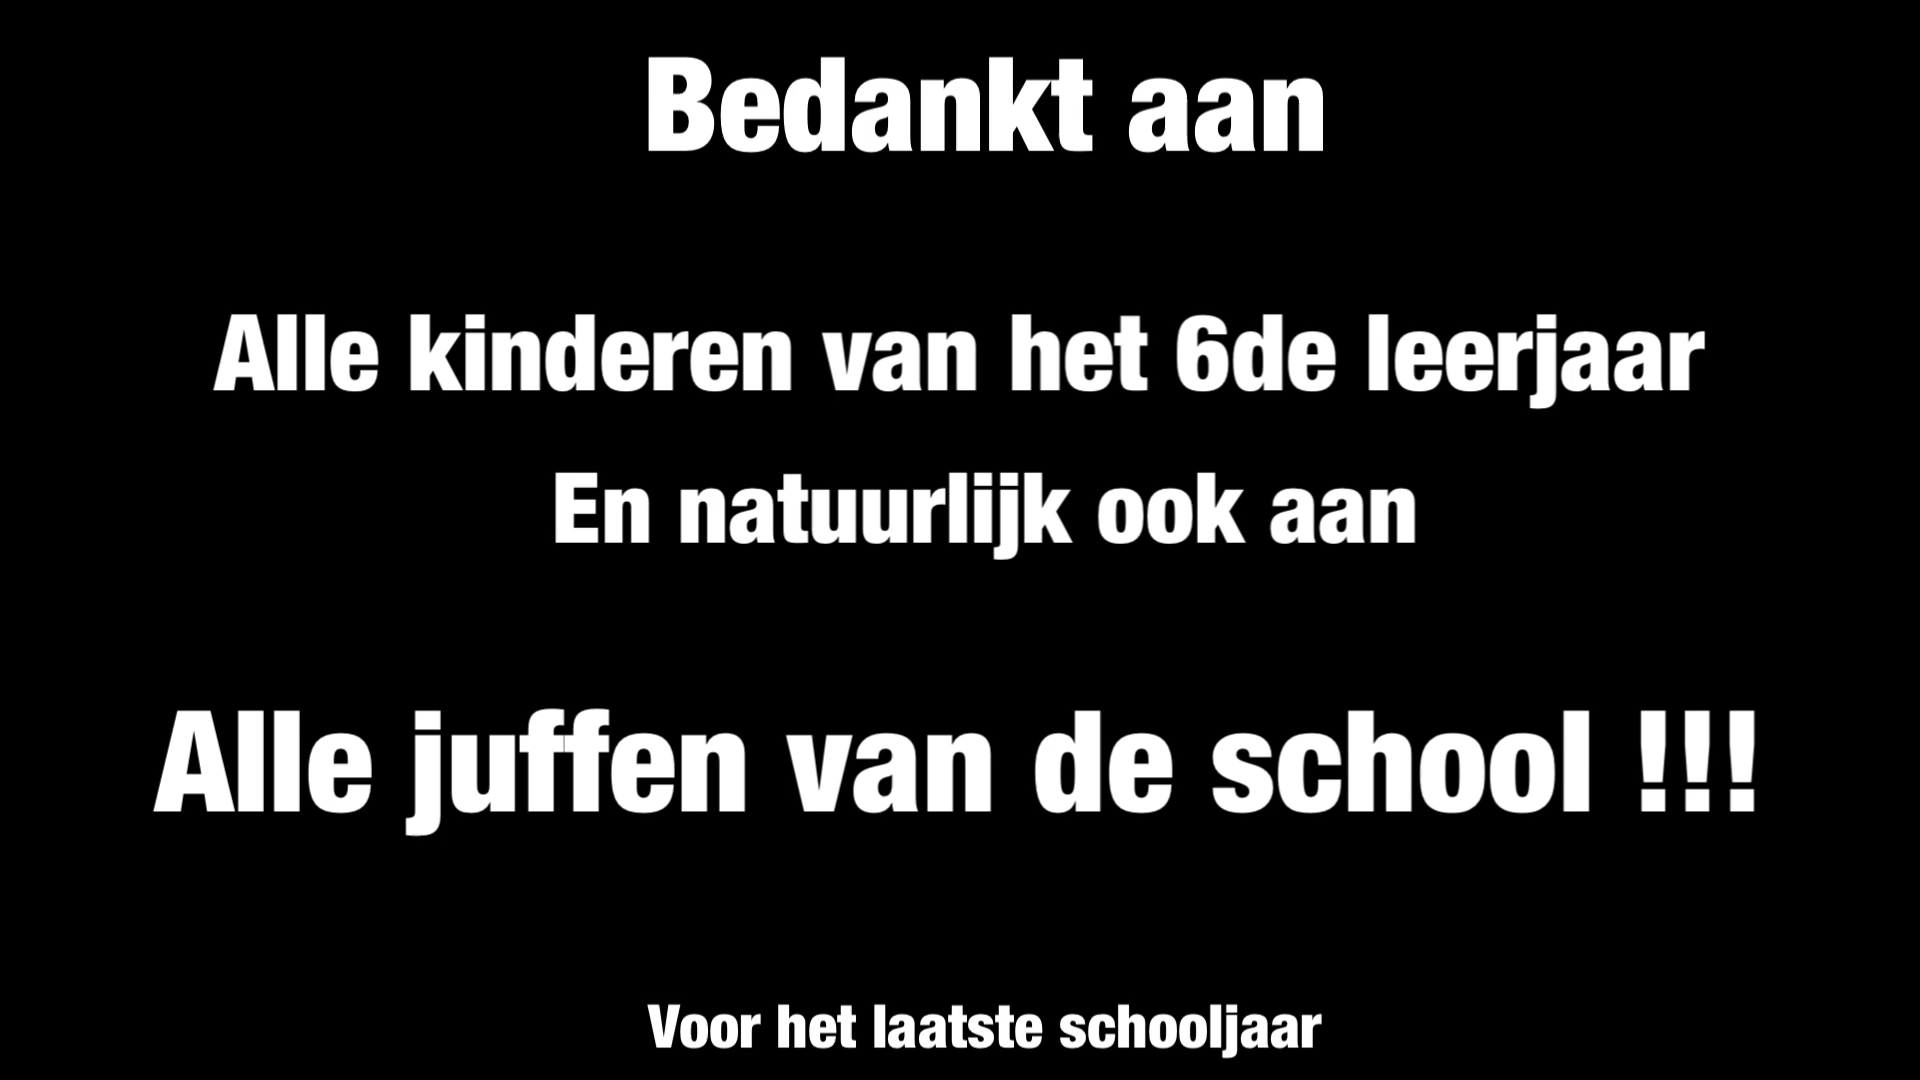 Bedankt aan
Alle kinderen van het 6de leerjaar
En natuurlijk ook aan
Alle juffen van de school !!!
Voor het laatste schooljaar